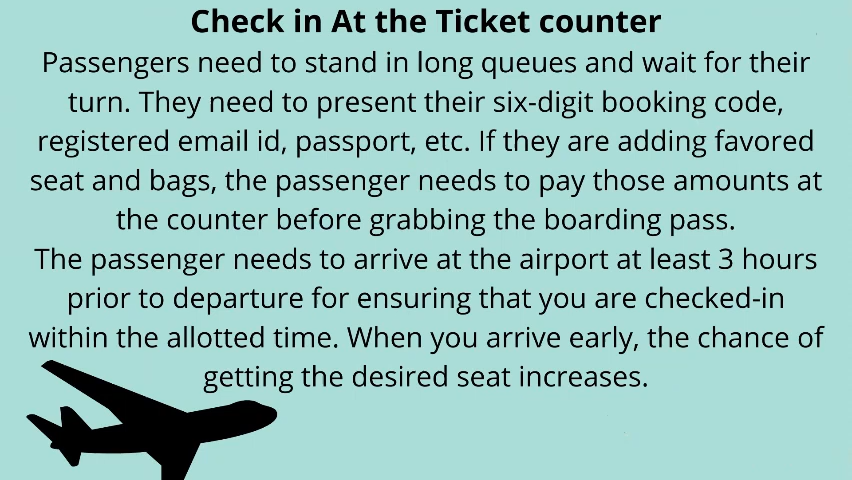 Check in At the Ticket counter
Passengers need to stand in long queues and wait for their
turn. They need to present their six-digit booking code,
registered email id, passport, etc. If they are adding favored
seat and bags, the passenger needs to pay those amounts at
the counter before grabbing the boarding pass.
The passenger needs to arrive at the airport at least 3 hours
prior to departure for ensuring that you are checked-in
within the allotted time. When you arrive early, the chance of
getting the desired seat increases.